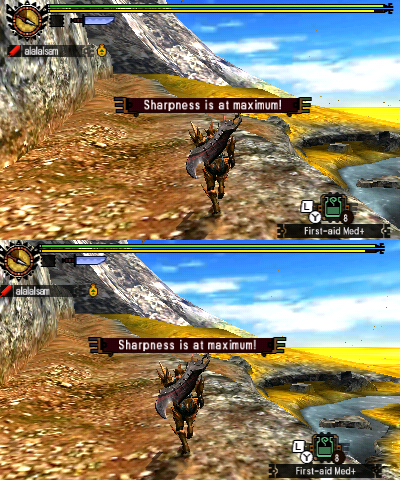 alalalsam
Sharpness is at maximum!
L
Y
8
First-aid Med+
alalalsam
Sharpness is at maximum!
L
Y
8
First-aid Med+